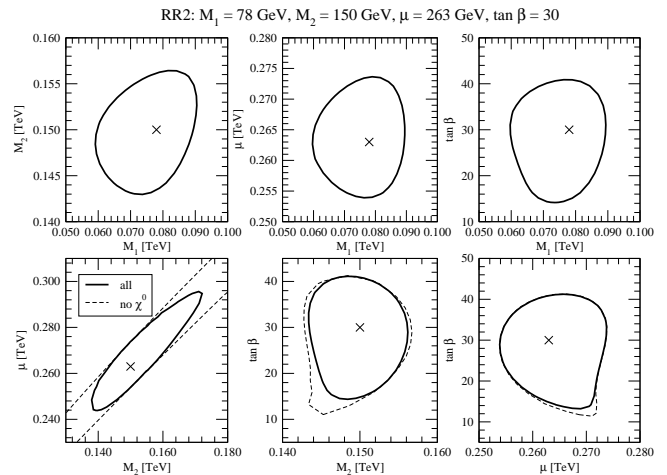 RR2: M₁ = 78 GeV, M₂ = 150 GeV, μ = 263 GeV, tan β = 30
0.160
0.155
0.150
0.145
0.140
M₂ [TeV]
0.050 0.060 0.070 0.080 0.090 0.100
M₁ [TeV]
0.280
0.275
0.270
0.265
0.260
0.255
0.250
μ [TeV]
0.050 0.060 0.070 0.080 0.090 0.100
M₁ [TeV]
50
40
30
20
10
tan β
0.050 0.060 0.070 0.080 0.090 0.100
M₁ [TeV]
0.300
0.280
0.260
0.240
μ [TeV]
all
no χ⁰
0.140 0.160 0.180
M₂ [TeV]
50
40
30
20
10
0
tan β
0.140 0.150 0.160
M₂ [TeV]
50
40
30
20
10
0
tan β
0.250 0.260 0.270 0.280
μ [TeV]